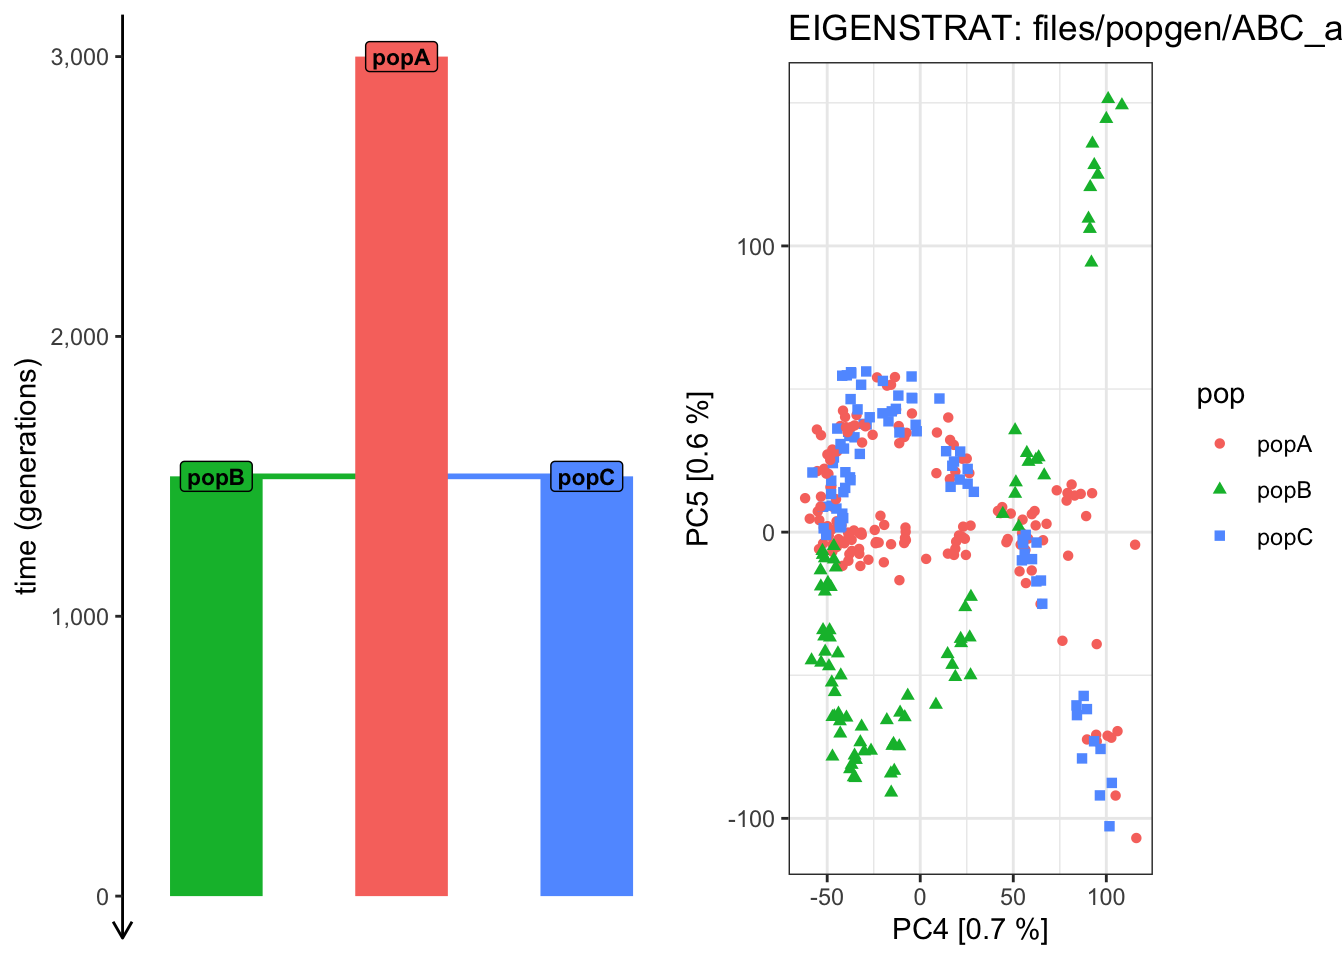 3,000
2,000
1,000
0
time (generations)
popA
popB
popC
EIGENSTRAT: files/popgen/ABC_a
100
0
-100
PC5 [0.6 %]
-50 0 50 100
PC4 [0.7 %]
pop
popA
popB
popC